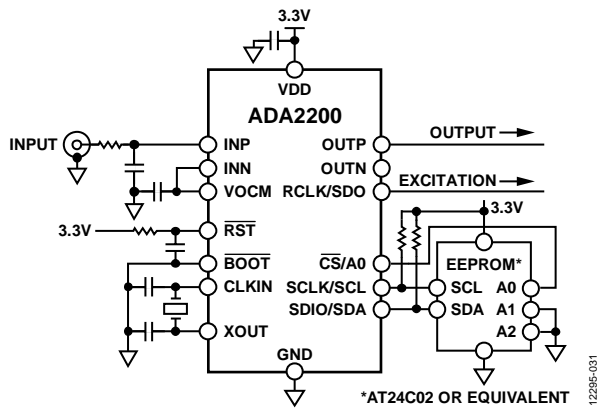 3.3V
VDD
ADA2200
INPUT
INP
OUTP
OUTPUT
INN
OUTN
VOCM
RCLK/SDO
EXCITATION
3.3V
3.3V
RST
BOOT
CS/A0
EEPROM*
CLKIN
SCLK/SCL
SCL
A0
SDIO/SDA
SDA
A1
XOUT
A2
GND
*AT24C02 OR EQUIVALENT
12295-031